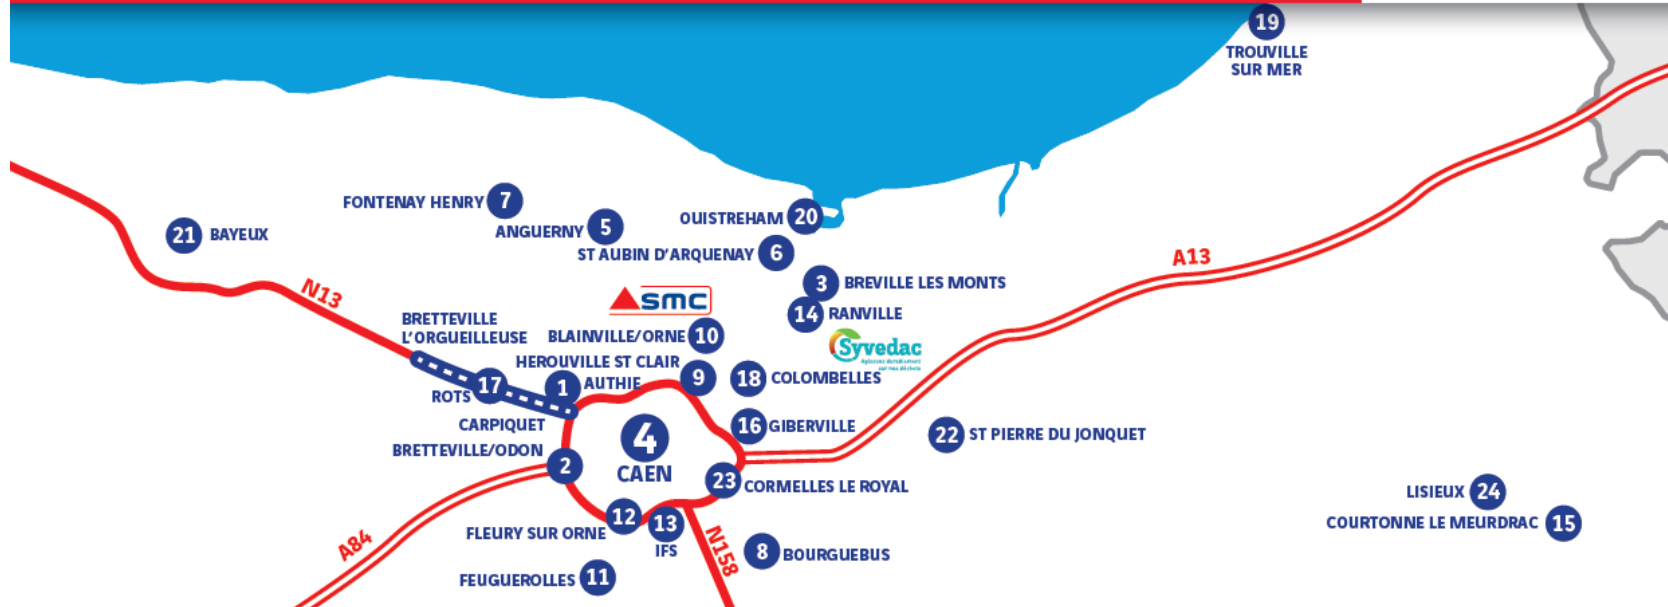 19
TROUVILLE
SUR MER
FONTENAY HENRY 7
21 BAYEUX
ANGUERNY 5
OUISTREHAM 20
ST AUBIN D'ARQUENAY 6
A13
N13
3 BREVILLE LES MONTS
SMC
14 RANVILLE
BRETTEVILLE
L'ORGUEILLEUSE
BLAINVILLE/ORNE 10
Syvedac
HEROUVILLE ST CLAIR
9
18 COLOMBELLES
ROTS 17
1 AUTHIE
CARPIQUET
16 GIBERVILLE
4
CAEN
22 ST PIERRE DU JONQUET
BRETTEVILLE/ODON
2
23 CORMELLES LE ROYAL
LISIEUX 24
COURTONNE LE MEURDRAC 15
FLEURY SUR ORNE 12
13
IFS
A84
N158
8 BOURGUEBUS
FEUGUEROLLES 11